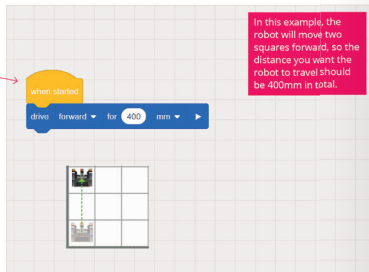 In this example, the
robot will move two
squares forward, so the
distance you want the
robot to travel should
be 400mm in total.
when started
drive forward for 400 mm